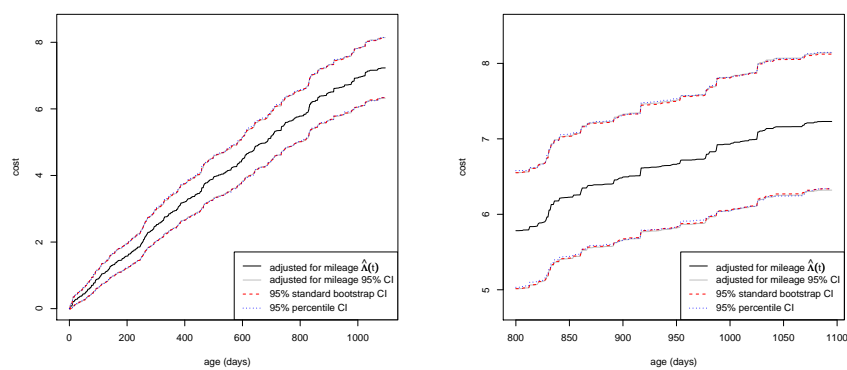 8
6
4
2
0
cost
0
200
400
600
800
1000
age (days)
adjusted for mileage Λ̂(t)
adjusted for mileage 95% CI
95% standard bootstrap CI
95% percentile CI
8
7
6
5
cost
800
850
900
950
1000
1050
1100
age (days)
adjusted for mileage Λ̂(t)
adjusted for mileage 95% CI
95% standard bootstrap CI
95% percentile CI